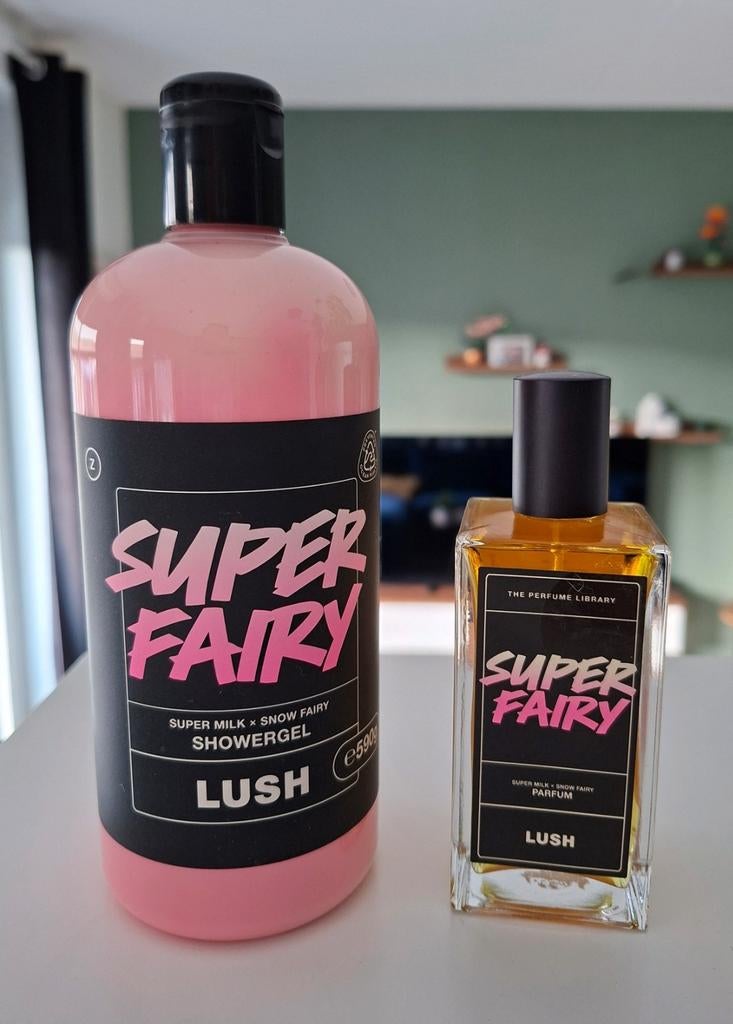 Z
SUPER
FAIRY
SUPER MILK × SNOW FAIRY
SHOWERGEL
℮590g
LUSH
THE PERFUME LIBRARY
SUPER
FAIRY
SUPER MILK × SNOW FAIRY
PARFUM
LUSH